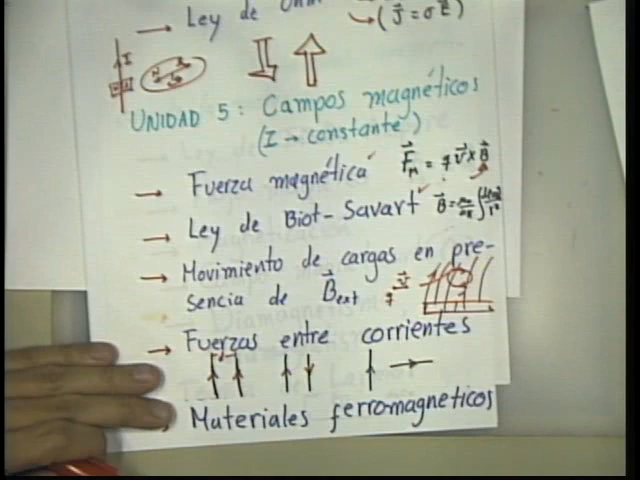 → Ley de Ohm
(J⃗ = σ E⃗)
I
UNIDAD 5: Campos magnéticos
(I → constante)
→ Fuerza magnética F⃗m = q V⃗ x B⃗
→ Ley de Biot-Savart B⃗ =
→ Movimiento de cargas en pre-
sencia de B⃗ext q V⃗
→ Fuerzas entre corrientes
→ Materiales ferromagneticos